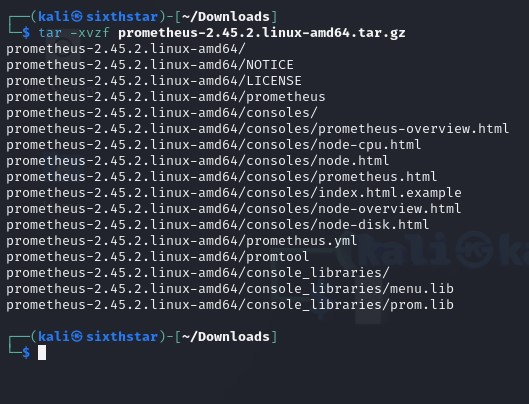 ┌──(kali㉿sixthstar)-[~/Downloads]
└─$ tar -xvzf prometheus-2.45.2.linux-amd64.tar.gz
prometheus-2.45.2.linux-amd64/
prometheus-2.45.2.linux-amd64/NOTICE
prometheus-2.45.2.linux-amd64/LICENSE
prometheus-2.45.2.linux-amd64/prometheus
prometheus-2.45.2.linux-amd64/consoles/
prometheus-2.45.2.linux-amd64/consoles/prometheus-overview.html
prometheus-2.45.2.linux-amd64/consoles/node-cpu.html
prometheus-2.45.2.linux-amd64/consoles/node.html
prometheus-2.45.2.linux-amd64/consoles/prometheus.html
prometheus-2.45.2.linux-amd64/consoles/index.html.example
prometheus-2.45.2.linux-amd64/consoles/node-overview.html
prometheus-2.45.2.linux-amd64/consoles/node-disk.html
prometheus-2.45.2.linux-amd64/prometheus.yml
prometheus-2.45.2.linux-amd64/promtool
prometheus-2.45.2.linux-amd64/console_libraries/
prometheus-2.45.2.linux-amd64/console_libraries/menu.lib
prometheus-2.45.2.linux-amd64/console_libraries/prom.lib
┌──(kali㉿sixthstar)-[~/Downloads]
└─$